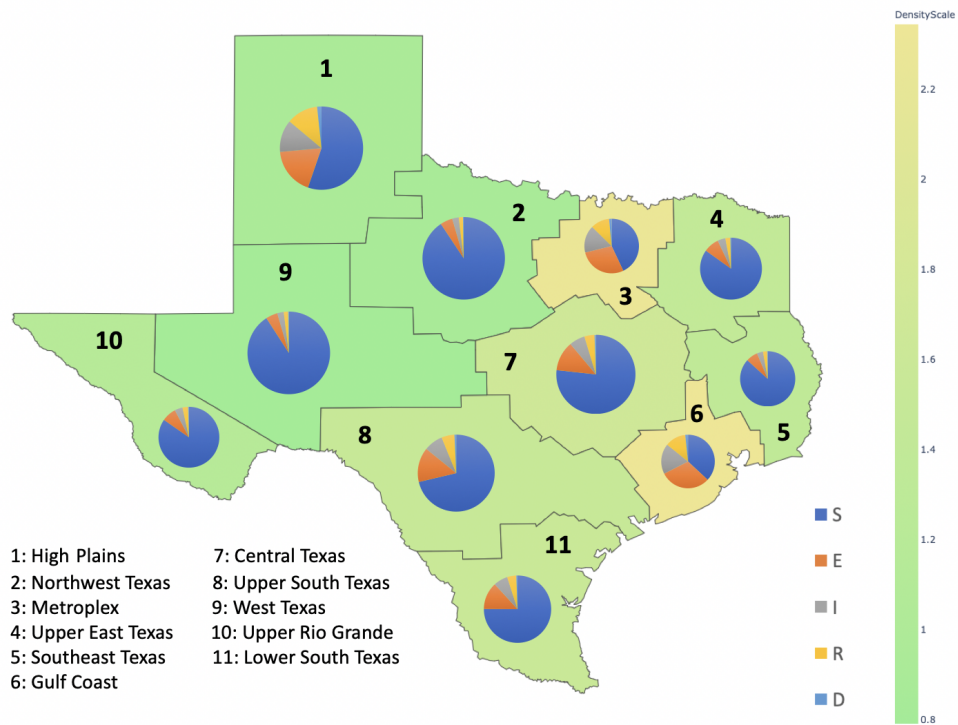 DensityScale
1
2.2
2
4
2
3
9
1.8
10
7
1.6
6
8
5
1.4
S
11
E
1.2
1: High Plains 7: Central Texas
2: Northwest Texas 8: Upper South Texas
I
3: Metroplex 9: West Texas
4: Upper East Texas 10: Upper Rio Grande
1
5: Southeast Texas 11: Lower South Texas
R
6: Gulf Coast
D
0.8